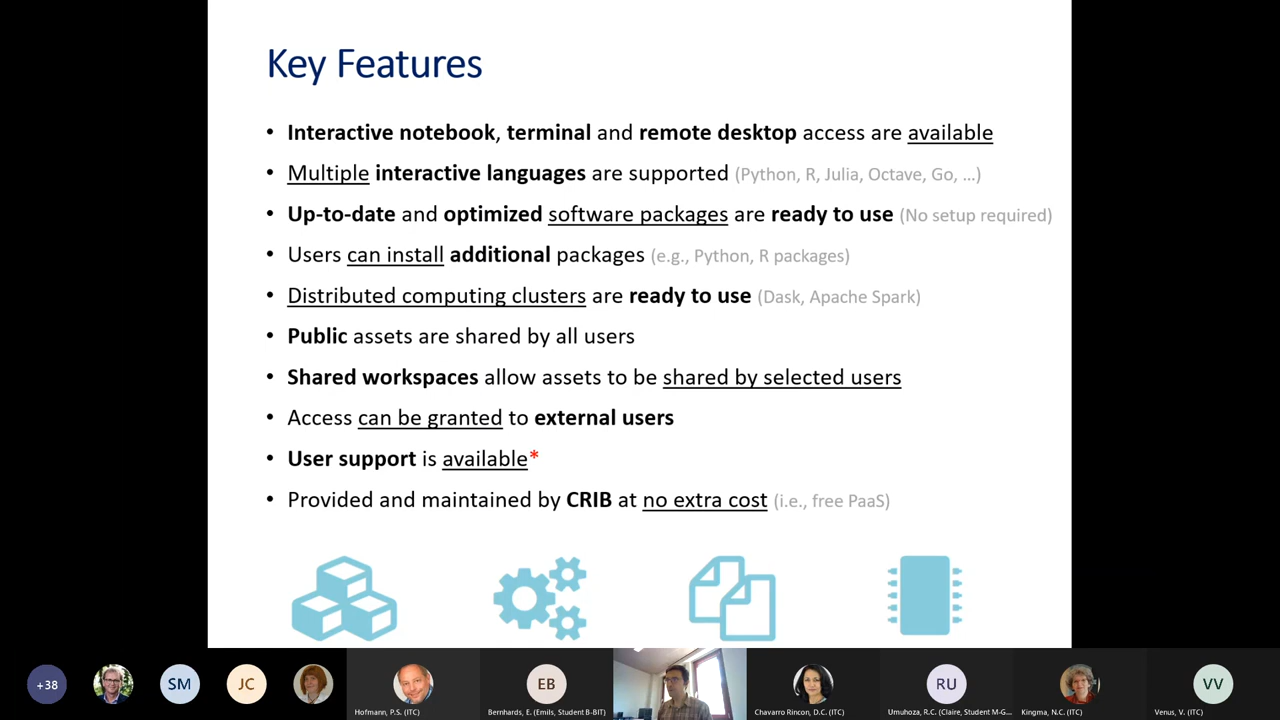 Key Features
• Interactive notebook, terminal and remote desktop access are available
• Multiple interactive languages are supported (Python, R, Julia, Octave, Go, ...)
• Up-to-date and optimized software packages are ready to use (No setup required)
• Users can install additional packages (e.g., Python, R packages)
• Distributed computing clusters are ready to use (Dask, Apache Spark)
• Public assets are shared by all users
• Shared workspaces allow assets to be shared by selected users
• Access can be granted to external users
• User support is available*
• Provided and maintained by CRIB at no extra cost (i.e., free PaaS)
+38 SM JC EB RU VV
Hofmann, P.S. (ITC) Bernhards, E. (Emils, Student B-BIT) Chavarro Rincon, D.C. (ITC) Umuhoza, R.C. (Claire, Student M-G... Kingma, N.C. (ITC) Venus, V. (ITC)